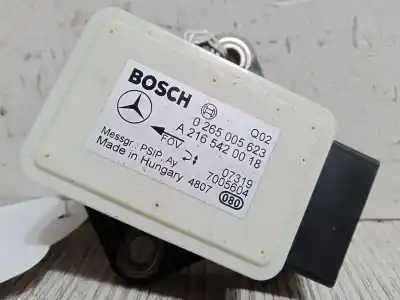 BOSCH
Q02
0 265 005 623
A 216 542 00 18
FOV
Messgr.: PSIP, Ay
07319
7005604
Made in Hungary 4807 080